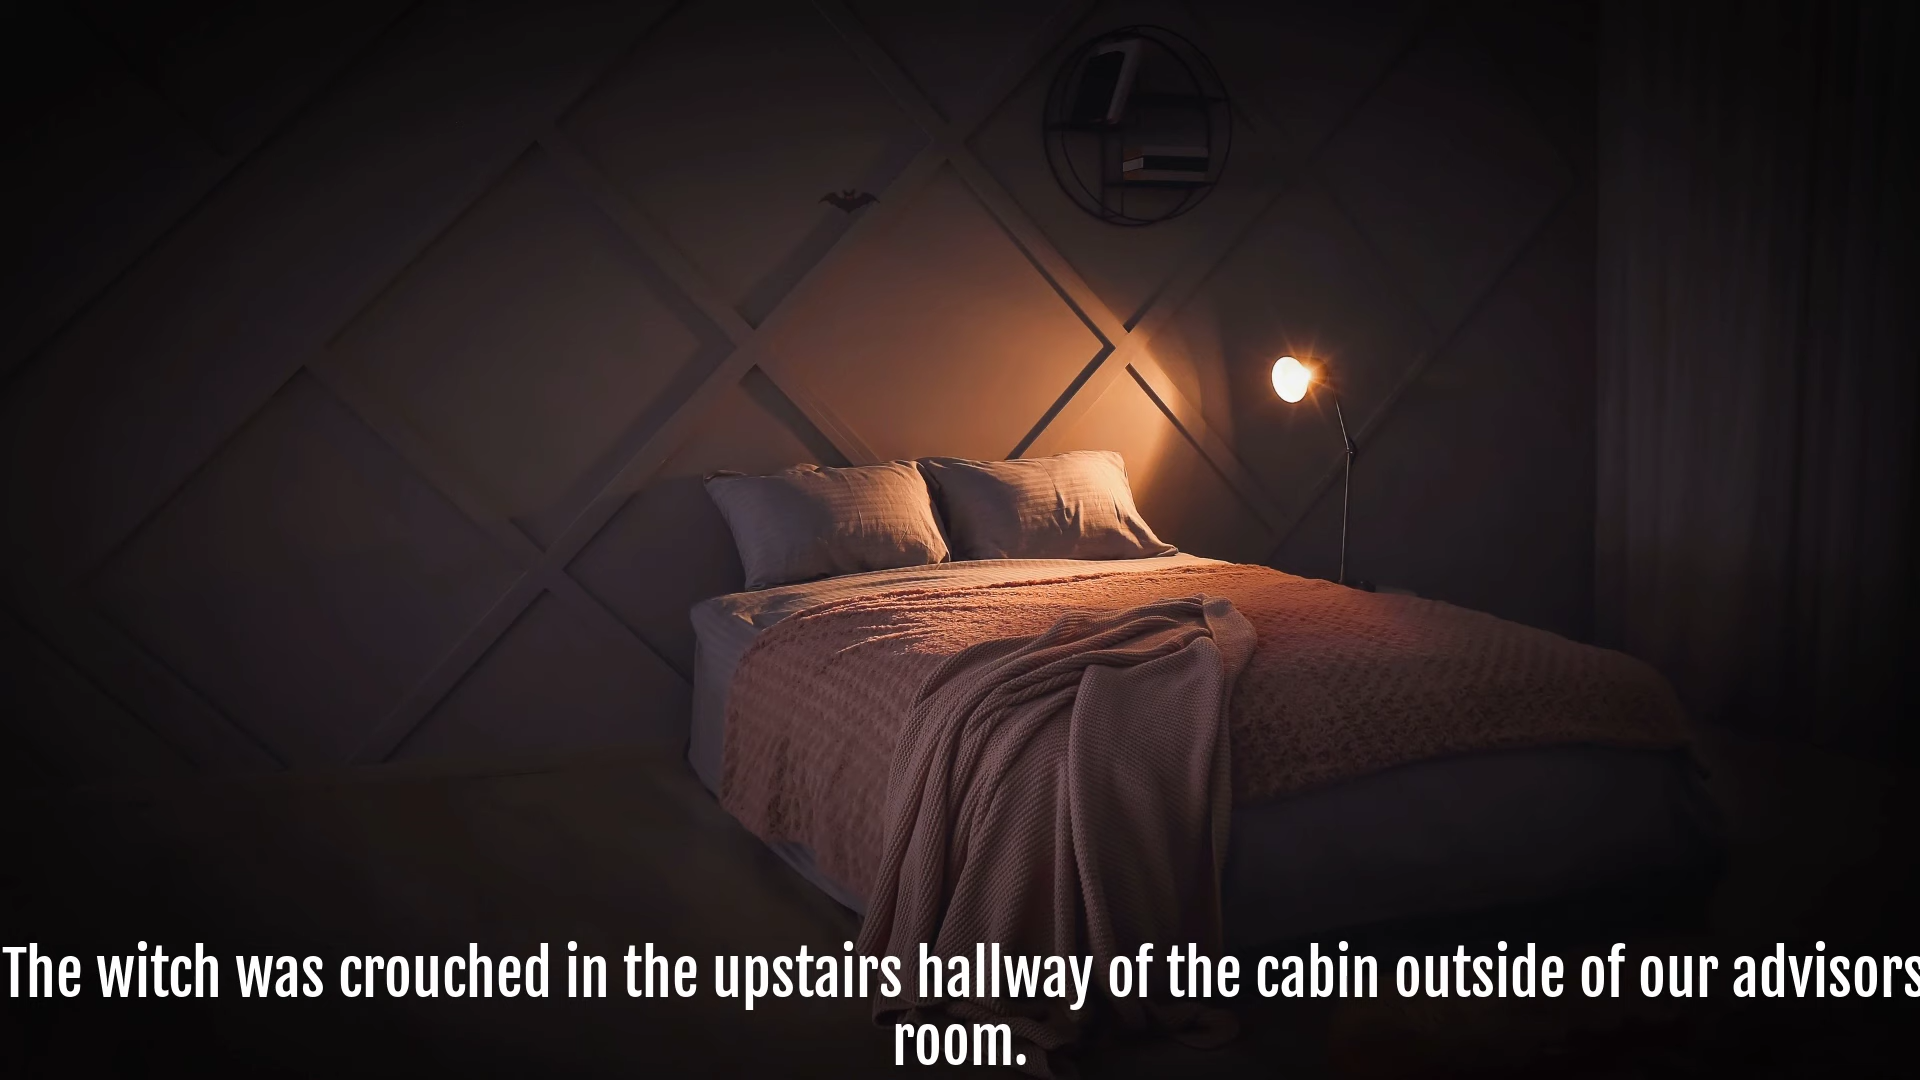 The witch was crouched in the upstairs hallway of the cabin outside of our advisors
room.